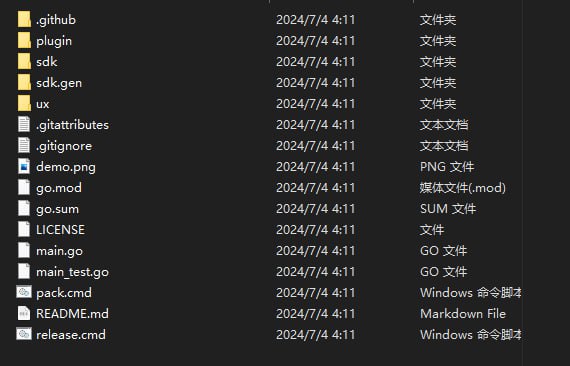 .github 2024/7/4 4:11 文件夹
plugin 2024/7/4 4:11 文件夹
sdk 2024/7/4 4:11 文件夹
sdk.gen 2024/7/4 4:11 文件夹
ux 2024/7/4 4:11 文件夹
.gitattributes 2024/7/4 4:11 文本文档
.gitignore 2024/7/4 4:11 文本文档
demo.png 2024/7/4 4:11 PNG 文件
go.mod 2024/7/4 4:11 媒体文件(.mod)
go.sum 2024/7/4 4:11 SUM 文件
LICENSE 2024/7/4 4:11 文件
main.go 2024/7/4 4:11 GO 文件
main_test.go 2024/7/4 4:11 GO 文件
pack.cmd 2024/7/4 4:11 Windows 命令脚本
README.md 2024/7/4 4:11 Markdown File
release.cmd 2024/7/4 4:11 Windows 命令脚本